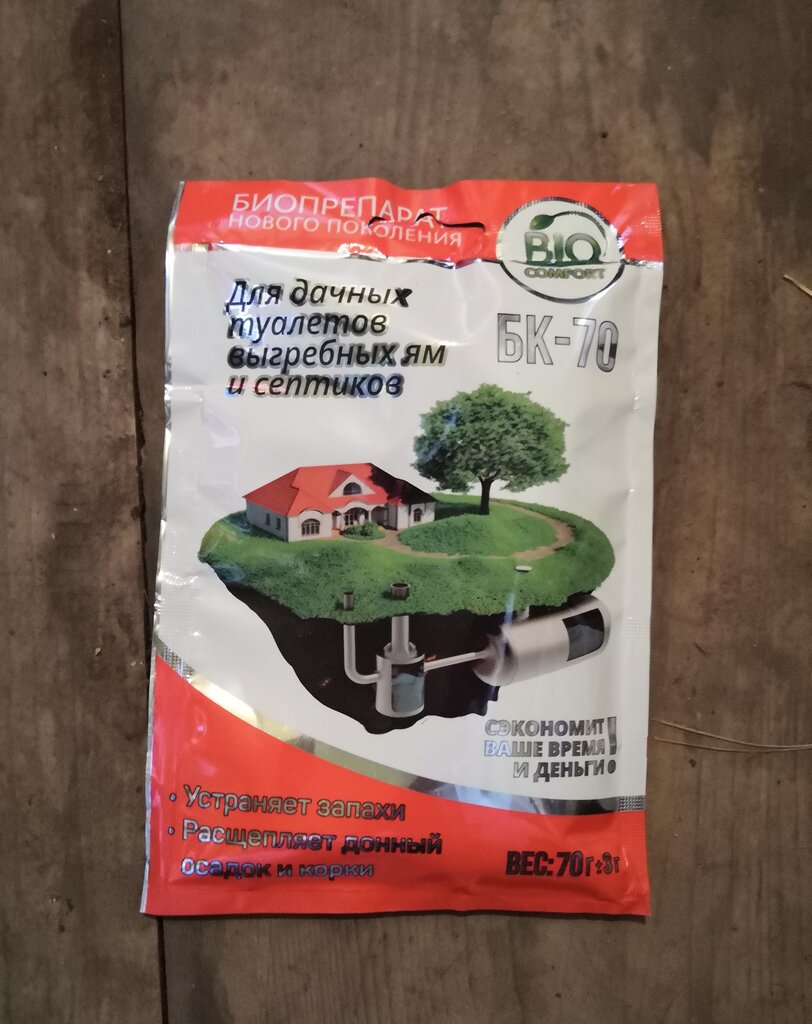 БИОПРЕПАРАТ
НОВОГО ПОКОЛЕНИЯ
BIO
COMFORT
Для дачных
туалетов
выгребных ям
и септиков
БК-70
СЭКОНОМИТ
ВАШЕ ВРЕМЯ
И ДЕНЬГИ!
• Устраняет запахи
• Расщепляет донный
осадок и корки
ВЕС: 70г±3г